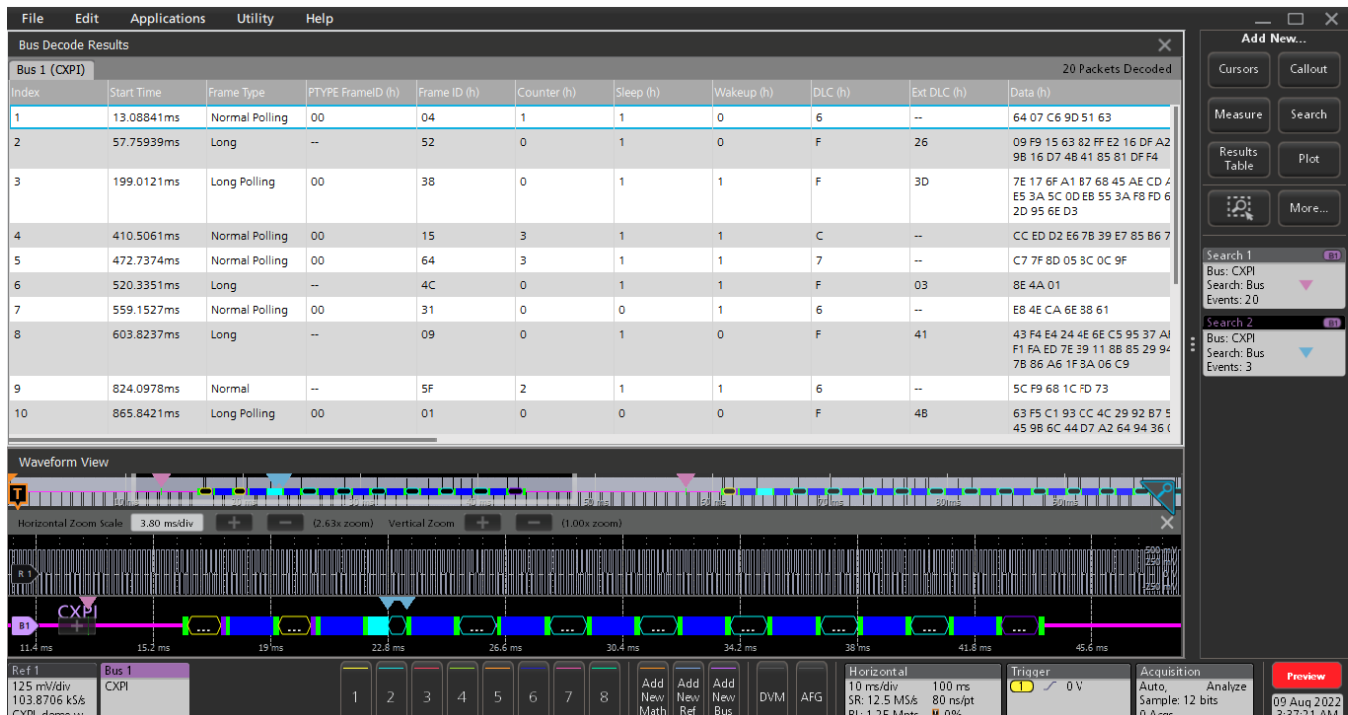 File Edit Applications Utility Help
Bus Decode Results
Bus 1 (CXPI) 20 Packets Decoded
Index Start Time Frame Type PTYPE FrameID (h) Frame ID (h) Counter (h) Sleep (h) Wakeup (h) DLC (h) Ext DLC (h) Data (h)
1 13.08841ms Normal Polling 00 04 1 1 0 6 -- 64 07 C6 9D 51 63
2 57.75939ms Long -- 52 0 1 0 F 26 09 F9 15 63 82 FF E2 16 DF A2
9B 16 D7 4B 41 85 81 DF F4
3 199.0121ms Long Polling 00 38 0 1 1 F 3D 7E 17 6F A1 B7 68 45 AE CD
E5 3A 5C 0D EB 55 3A F8 FD 6
2D 95 6E D3
4 410.5061ms Normal Polling 00 15 3 1 1 C -- CC ED D2 E6 7B 39 E7 85 B6 7
5 472.7374ms Normal Polling 00 64 3 1 1 7 -- C7 7F 8D 05 3C 0C 9F
6 520.3351ms Long -- 4C 0 1 1 F 03 8E 4A 01
7 559.1527ms Normal Polling 00 31 0 0 1 6 -- E8 4E CA 6E 38 61
8 603.8237ms Long -- 09 0 1 0 F 41 43 F4 E4 24 4E 6E C5 95 37
F1 FA ED 7E 39 11 8B 85 29 94
7B 86 A6 1F 3A 06 C9
9 824.0978ms Normal -- 5F 2 1 1 6 -- 5C F9 68 1C FD 73
10 865.8421ms Long Polling 00 01 0 0 0 F 4B 63 F5 C1 93 CC 4C 29 92 B7 5
45 9B 6C 44 D7 A2 64 94 36
Waveform View
T
Horizontal Zoom Scale 3.80 ms/div + − (2.63x zoom) Vertical Zoom + − (1.00x zoom)
500 mV
R 1
CXPI
B1
11.4 ms 15.2 ms 19 ms 22.8 ms 26.6 ms 30.4 ms 34.2 ms 38 ms 41.8 ms 45.6 ms
Ref 1
125 mV/div
103.8706 kS/s
Bus 1
CXPI
1 2 3 4 5 6 7 8
Add New Math
Add New Ref
Add New Bus
DVM AFG
Horizontal
10 ms/div 100 ms
SR: 12.5 MS/s 80 ns/pt
RL: 1.25 Mpts 0%
Trigger
1 0 V
Acquisition
Auto, Analyze
Sample: 12 bits
0 Acqs
Preview
09 Aug 2022
3:37:21 AM
Add New...
Cursors Callout
Measure Search
Results Table Plot
More...
Search 1 B1
Bus: CXPI
Search: Bus
Events: 20
Search 2 B1
Bus: CXPI
Search: Bus
Events: 3